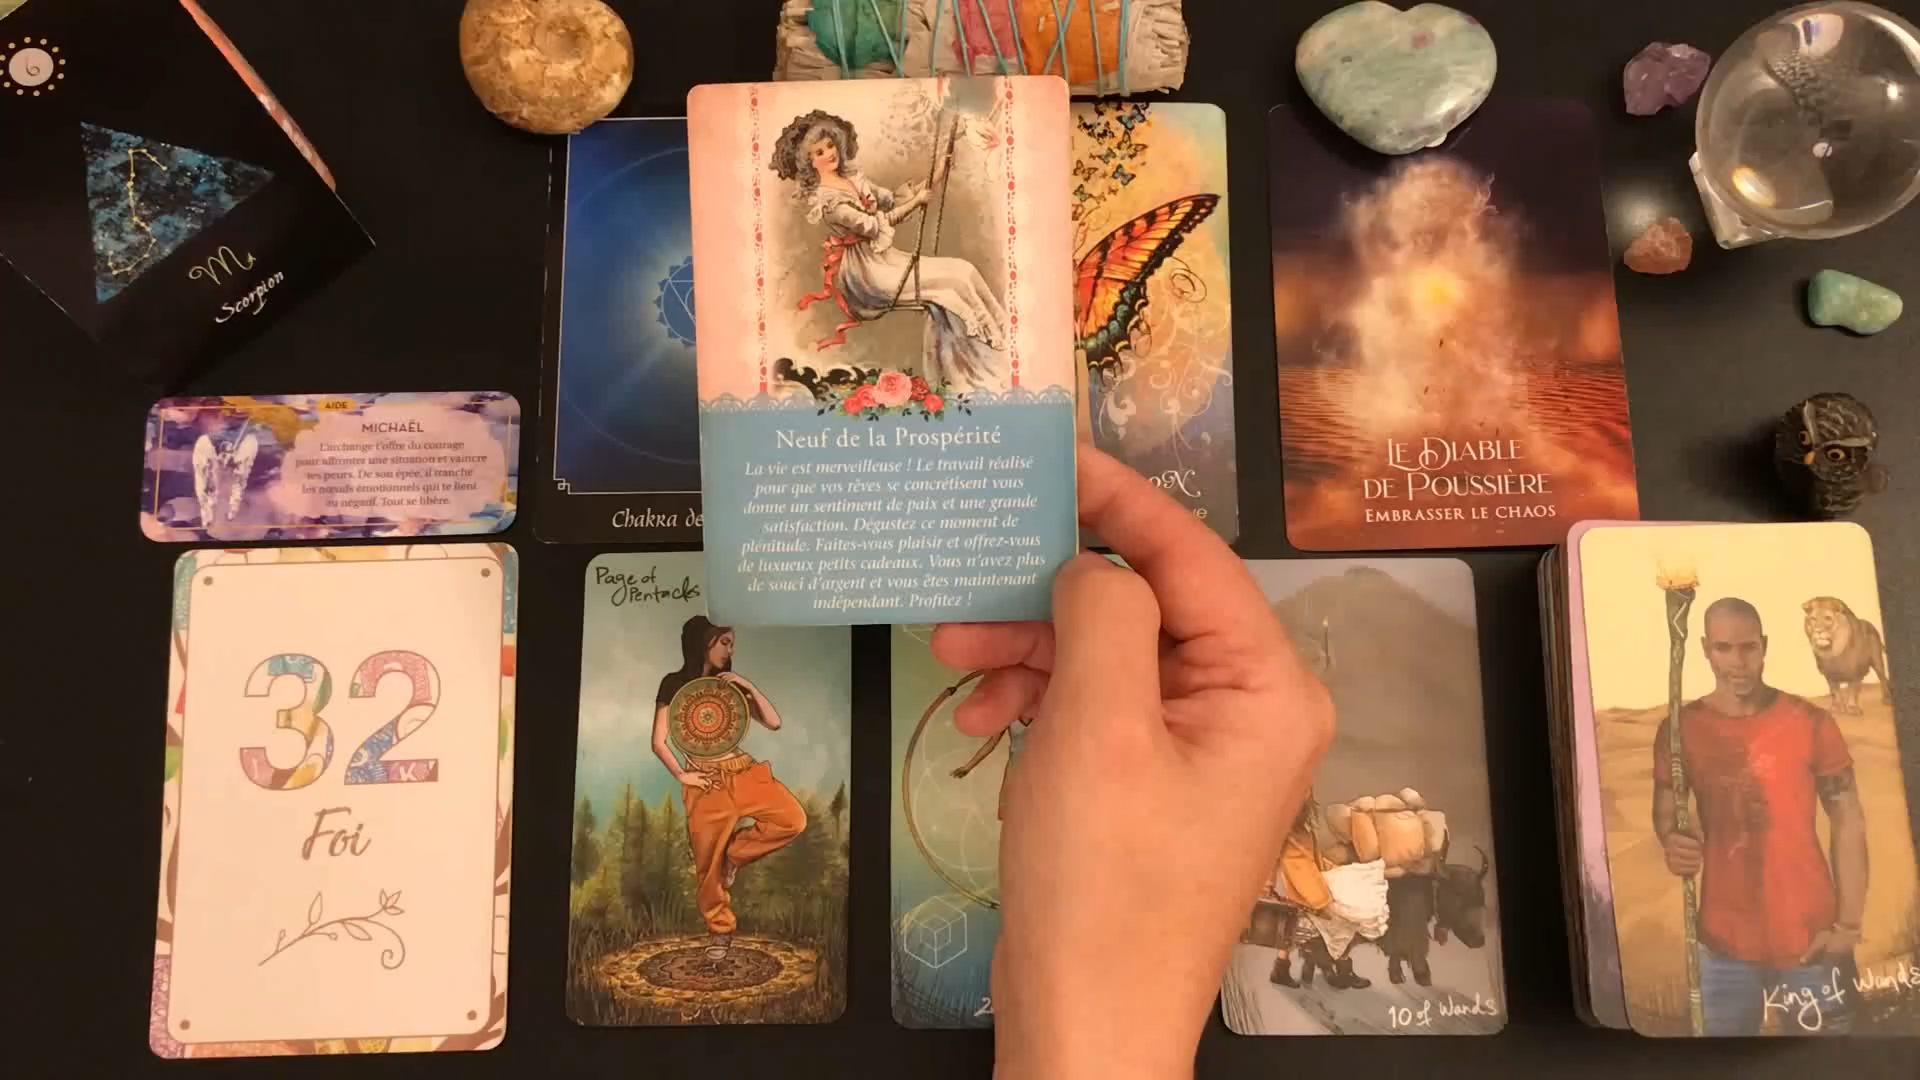 6
Scorpion
AIDE
MICHAËL
L'archange t'offre du courage
pour affronter une situation et vaincre
tes peurs. De son épée, il tranche
les nœuds émotionnels qui te lient
au négatif. Tout se libère.
Chakra de
Neuf de la Prospérité
La vie est merveilleuse ! Le travail réalisé
pour que vos rêves se concrétisent vous
donne un sentiment de paix et une grande
satisfaction. Dégustez ce moment de
plénitude. Faites-vous plaisir et offrez-vous
de luxueux petits cadeaux. Vous n'avez plus
de souci d'argent et vous êtes maintenant
indépendant. Profitez !
ON
LE DIABLE
DE POUSSIÈRE
EMBRASSER LE CHAOS
32
Foi
Page of
Pentacles
2
10 of Wands
King of Wands